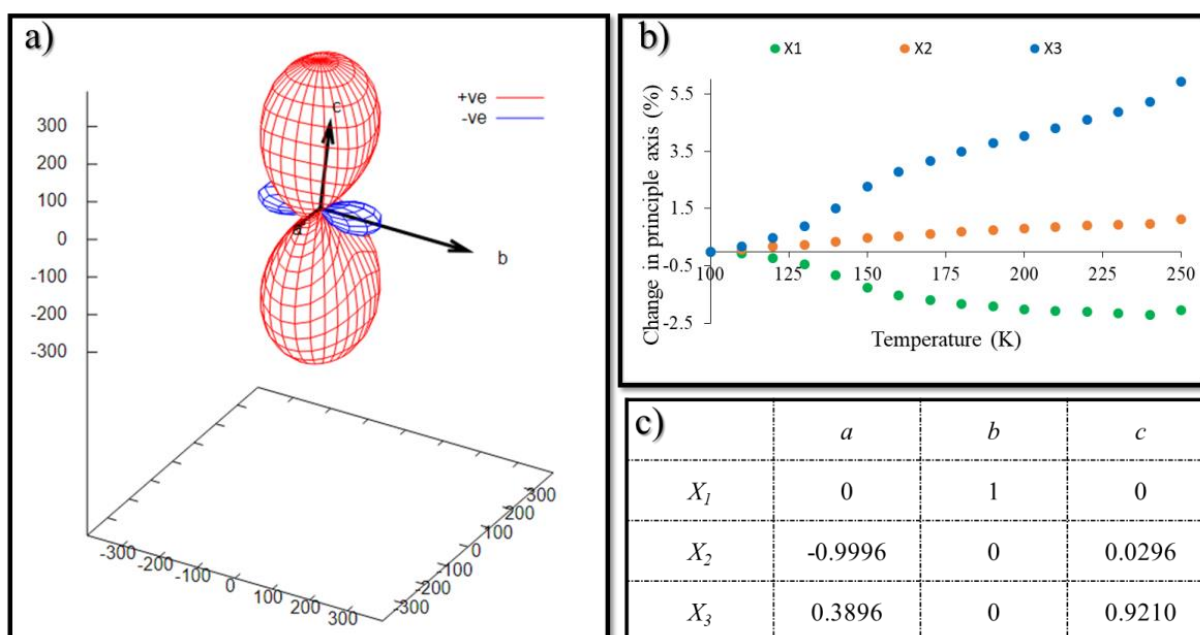 a)
+ve
-ve
c
a
b
300
200
100
0
-100
-200
-300
-300
-200
-100
0
100
200
300
-300
-200
-100
0
100
200
300
b)
X1 X2 X3
Change in principle axis (%)
5.5
3.5
1.5
-0.5
-2.5
100 125 150 175 200 225 250
Temperature (K)
c)
a b c
X1 0 1 0
X2 -0.9996 0 0.0296
X3 0.3896 0 0.9210